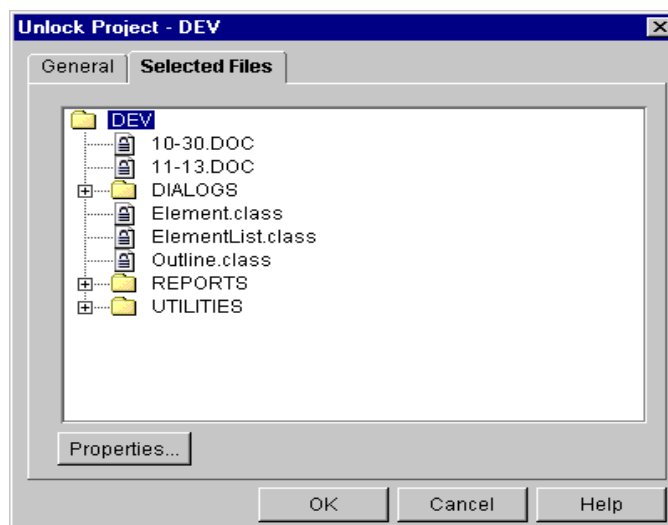 Unlock Project - DEV
General Selected Files
DEV
10-30.DOC
11-13.DOC
DIALOGS
Element.class
ElementList.class
Outline.class
REPORTS
UTILITIES
Properties...
OK Cancel Help